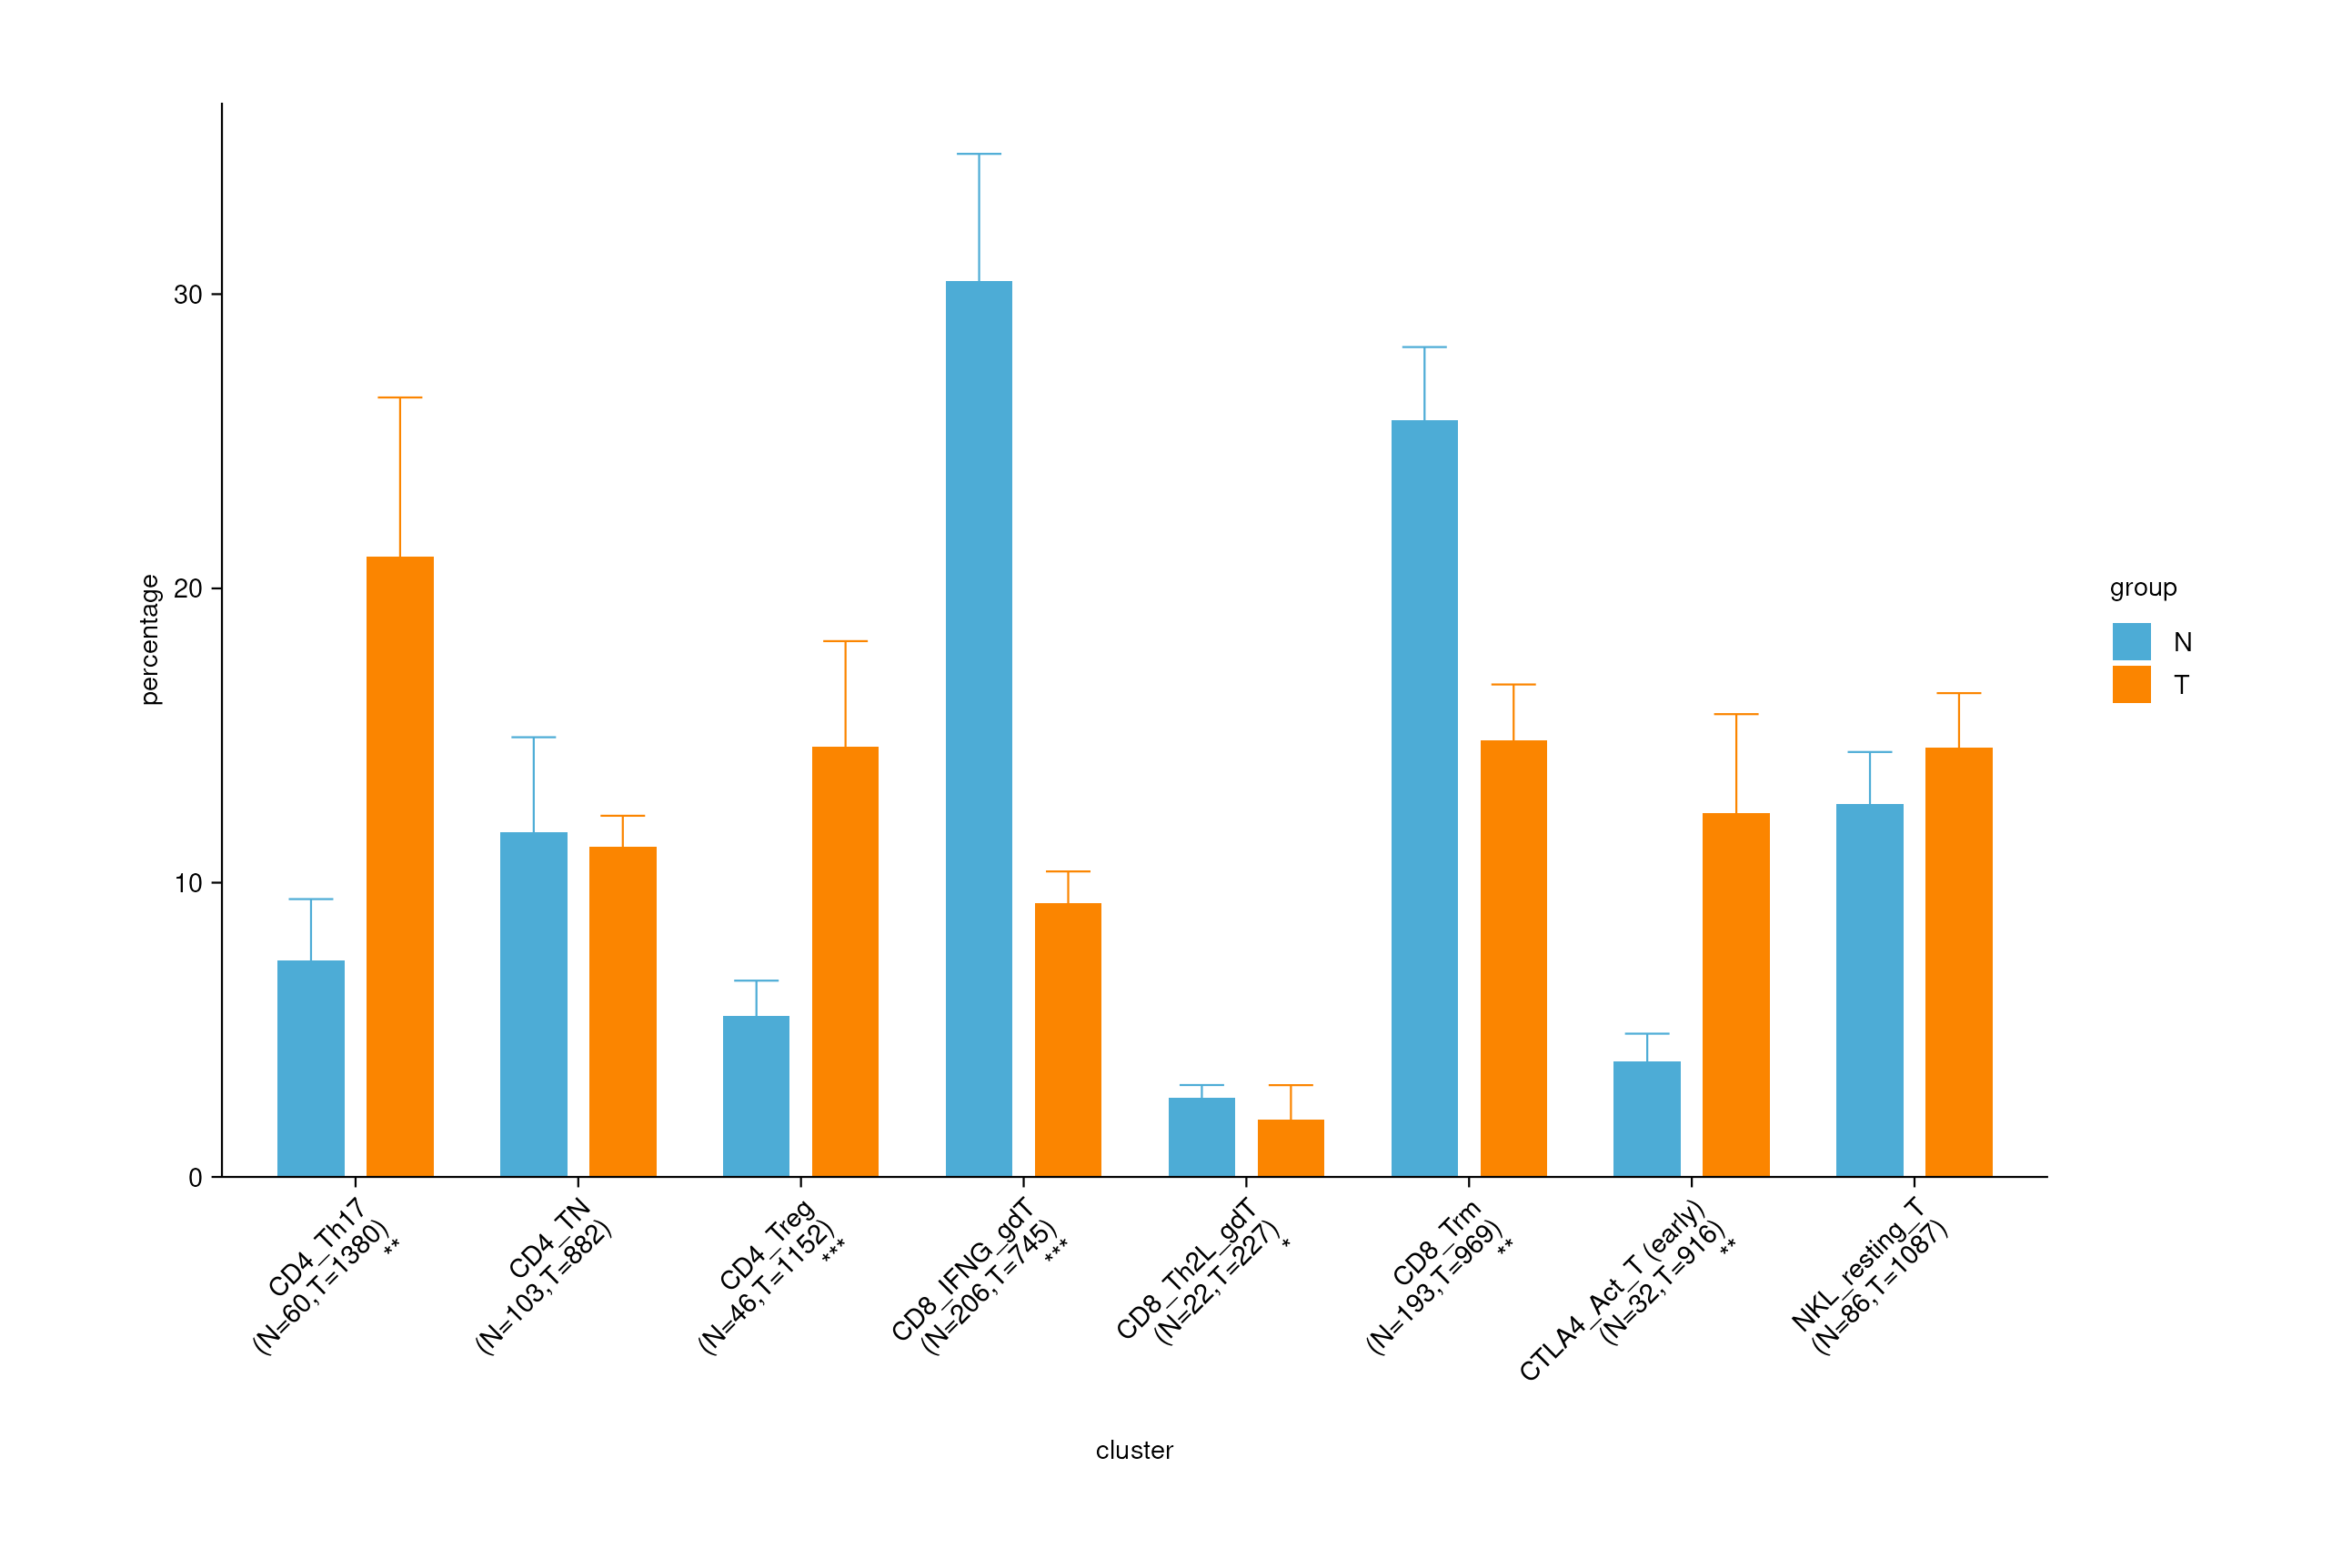 percentage
30
20
10
0
CD4_Th17
(N=60,T=1380)
**
CD4_TN
(N=103,T=882)
CD4_Treg
(N=46,T=1152)
***
CD8_IFNG_gdT
(N=206,T=745)
***
CD8_Th2L_gdT
(N=22,T=227)
*
CD8_Trm
(N=193,T=969)
**
CTLA4_Act_T (early)
(N=32,T=916)
**
NKL_resting_T
(N=86,T=1087)
cluster
group
N
T